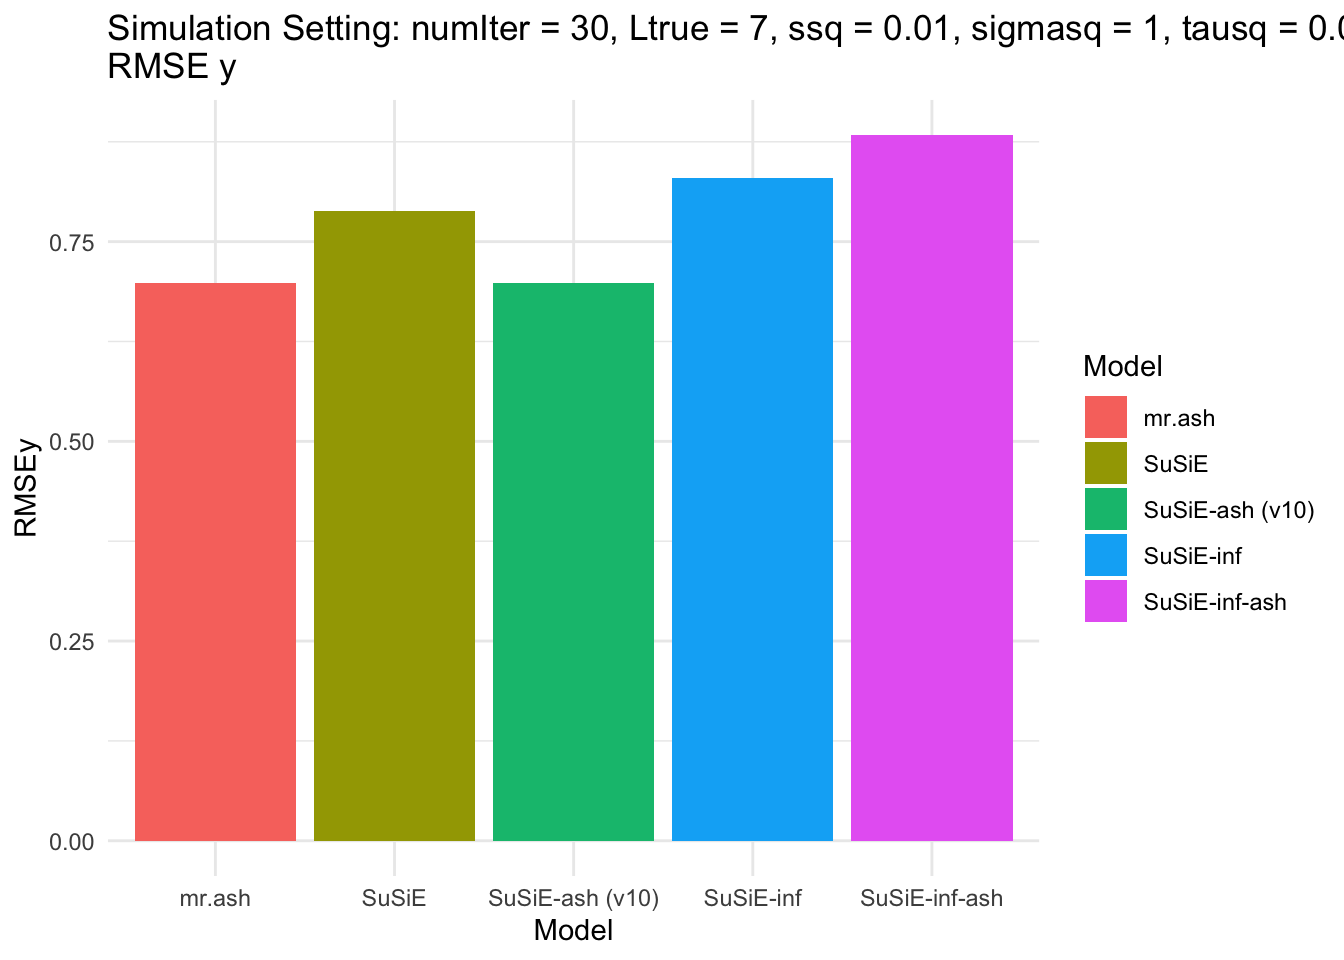 Simulation Setting: numIter = 30, Ltrue = 7, ssq = 0.01, sigmasq = 1, tausq = 0.0
RMSE y
RMSEy
0.75
0.50
0.25
0.00
mr.ash
SuSiE
SuSiE-ash (v10)
SuSiE-inf
SuSiE-inf-ash
Model
Model
mr.ash
SuSiE
SuSiE-ash (v10)
SuSiE-inf
SuSiE-inf-ash